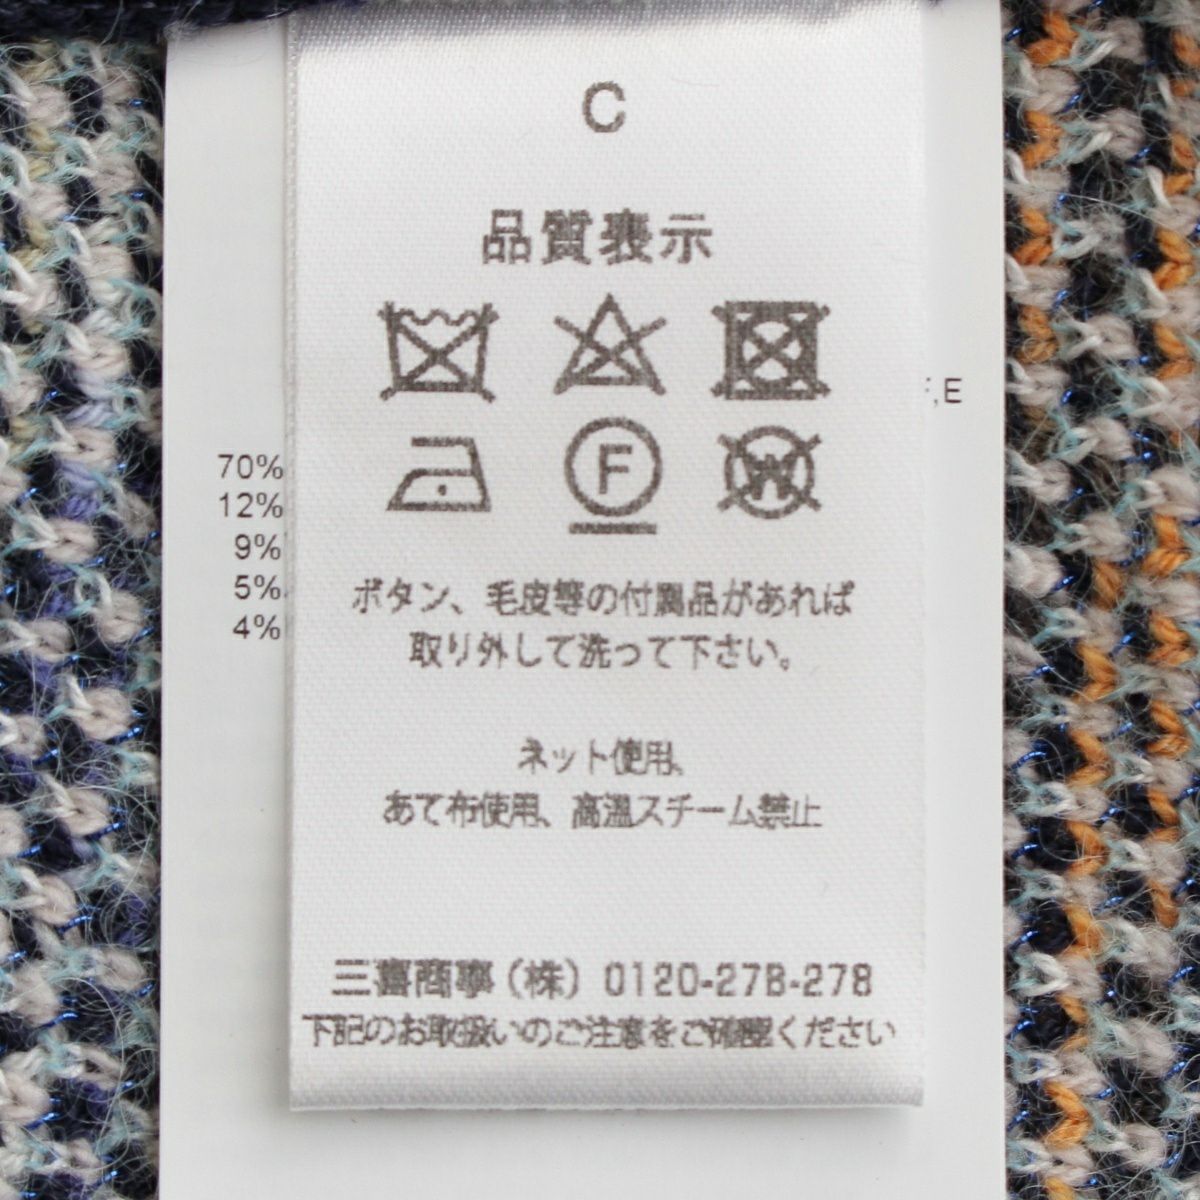 C
品質表示
F
W
,E
70%
12%
9%
5%
4%
ボタン、毛皮等の付属品があれば
取り外して洗って下さい。
ネット使用、
あて布使用、高温スチーム禁止
三喜商事(株) 0120-278-278
下記のお取扱いのご注意をご確認ください